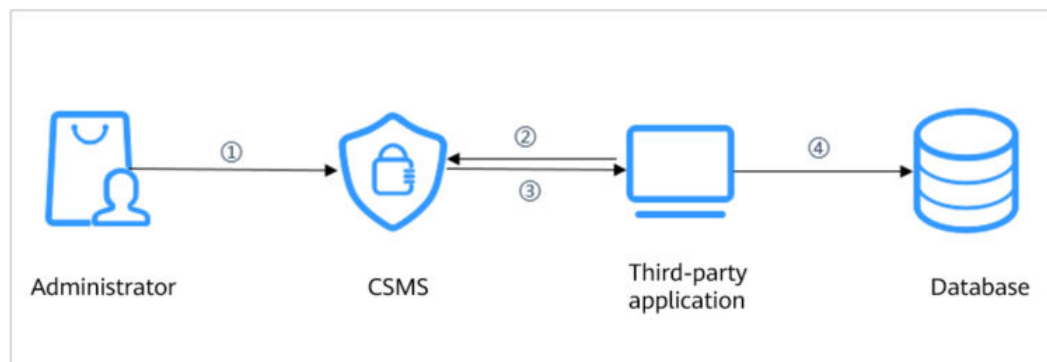 ①
②
③
④
Administrator
CSMS
Third-party
application
Database